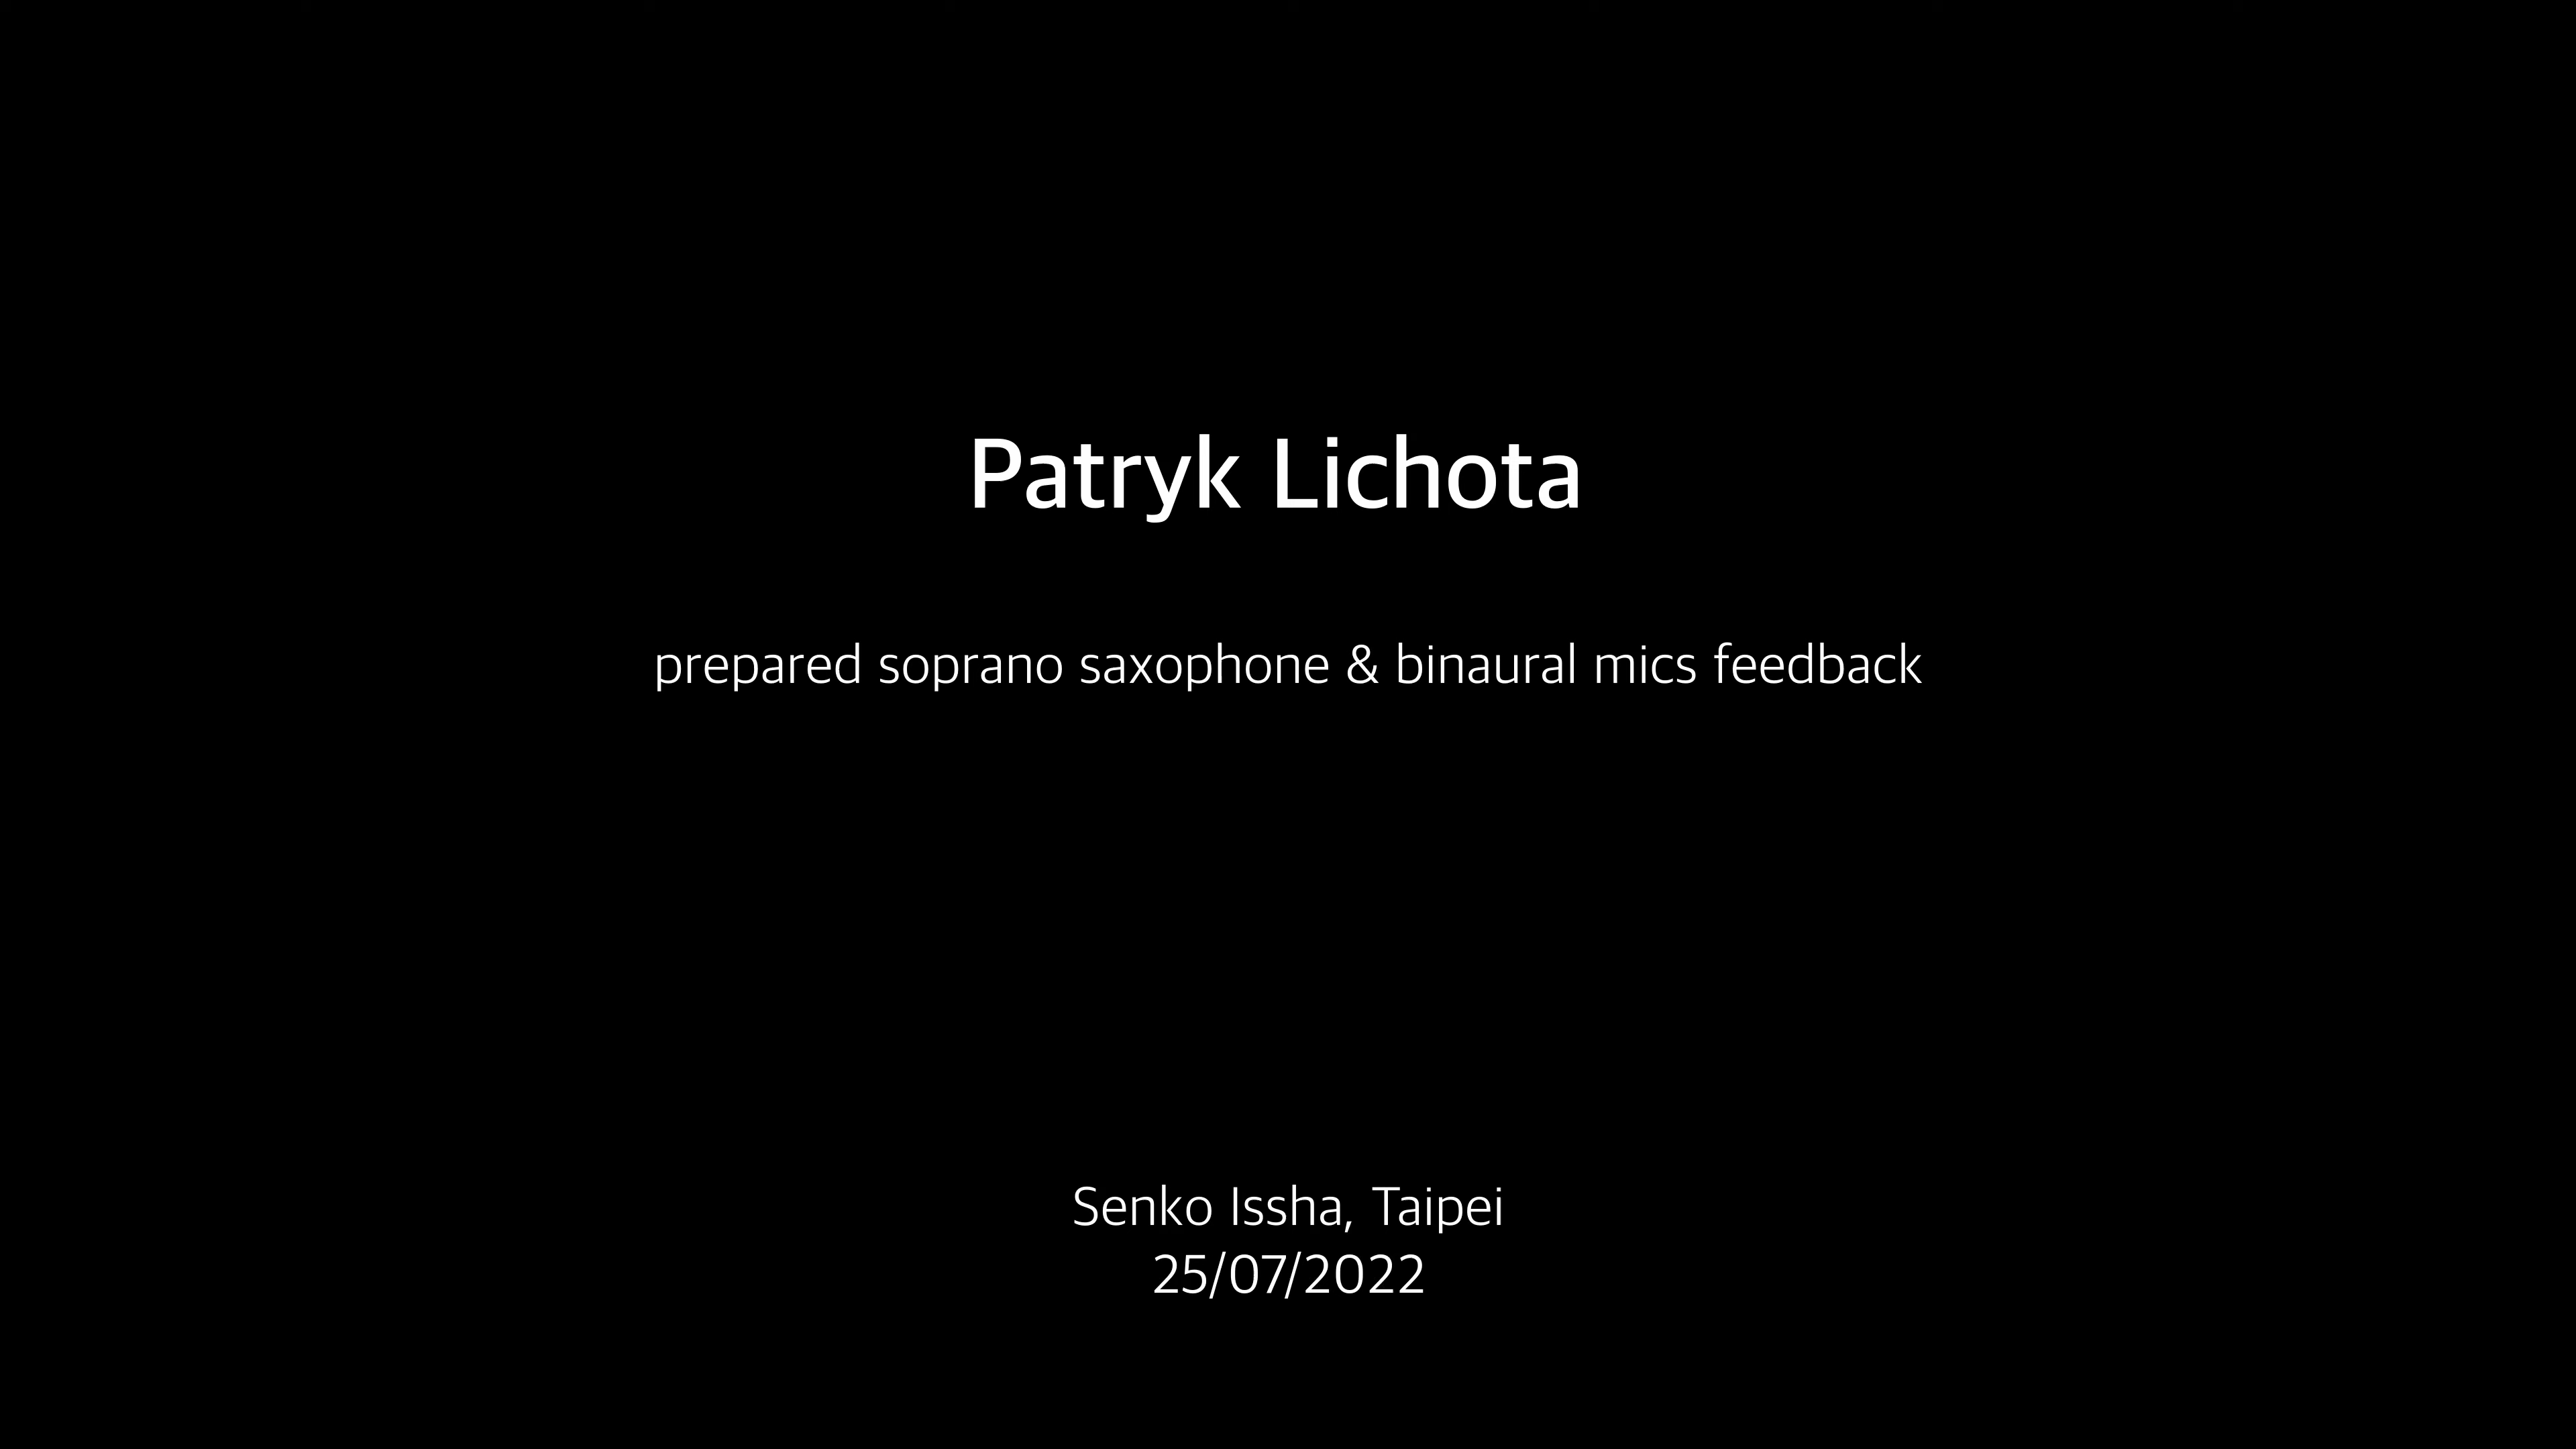 Patryk Lichota
prepared soprano saxophone & binaural mics feedback
Senko Issha, Taipei
25/07/2022